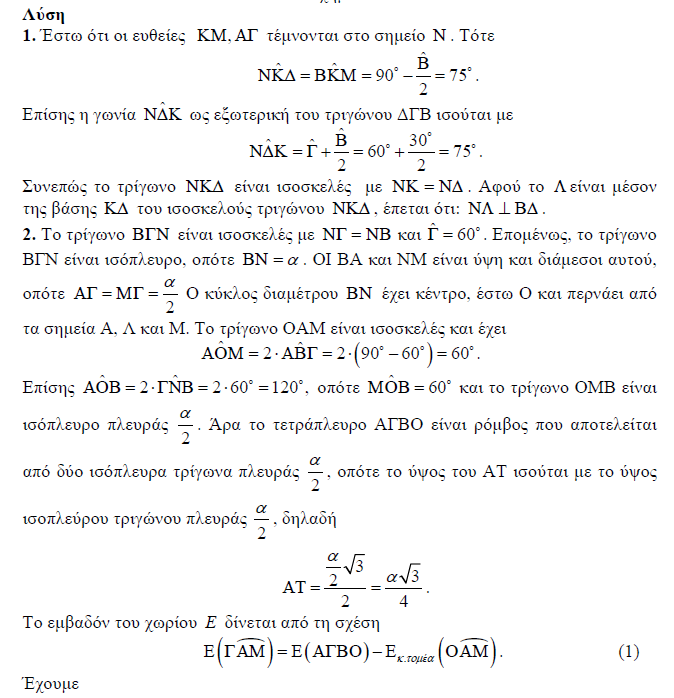 Λύση
1. Έστω ότι οι ευθείες ΚΜ, ΑΓ τέμνονται στο σημείο Ν. Τότε
ΝK̂Δ = ΒK̂Μ = 90° − B̂/2 = 75°.
Επίσης η γωνία ΝΔ̂Κ ως εξωτερική του τριγώνου ΔΓΒ ισούται με
ΝΔ̂Κ = Γ̂ + B̂/2 = 60° + 30°/2 = 75°.
Συνεπώς το τρίγωνο ΝΚΔ είναι ισοσκελές με ΝΚ = ΝΔ. Αφού το Λ είναι μέσον
της βάσης ΚΔ του ισοσκελούς τριγώνου ΝΚΔ, έπεται ότι: ΝΛ ⊥ ΒΔ.
2. Το τρίγωνο ΒΓΝ είναι ισοσκελές με ΝΓ = ΝΒ και Γ̂ = 60°. Επομένως, το τρίγωνο
ΒΓΝ είναι ισόπλευρο, οπότε ΒΝ = α. ΟΙ ΒΑ και ΝΜ είναι ύψη και διάμεσοι αυτού,
οπότε ΑΓ = ΜΓ = α/2 Ο κύκλος διαμέτρου ΒΝ έχει κέντρο, έστω Ο και περνάει από
τα σημεία Α, Λ και Μ. Το τρίγωνο ΟΑΜ είναι ισοσκελές και έχει
ΑÔΜ = 2·ΑB̂Γ = 2·(90° − 60°) = 60°.
Επίσης ΑÔΒ = 2·ΓN̂Β = 2·60° = 120°, οπότε ΜÔΒ = 60° και το τρίγωνο ΟΜΒ είναι
ισόπλευρο πλευράς α/2. Άρα το τετράπλευρο ΑΓΒΟ είναι ρόμβος που αποτελείται
από δύο ισόπλευρα τρίγωνα πλευράς α/2, οπότε το ύψος του ΑΤ ισούται με το ύψος
ισοπλεύρου τριγώνου πλευράς α/2, δηλαδή
ΑΤ = (α/2 √3)/2 = α√3/4.
Το εμβαδόν του χωρίου Ε δίνεται από τη σχέση
Ε(ΓA͡M) = Ε(ΑΓΒΟ) − Εκ.τομέα(ΟA͡M). (1)
Έχουμε